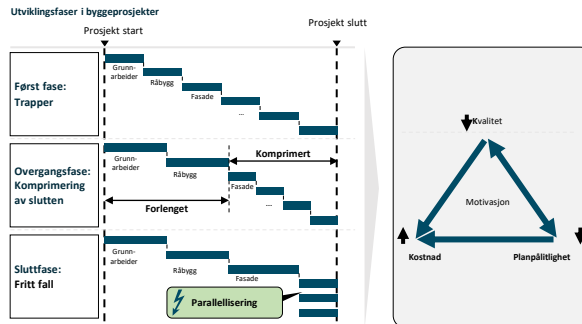 Utviklingsfaser i byggeprosjekter
Prosjekt start
Prosjekt slutt
Først fase:
Trapper
Grunn-
arbeider
Råbygg
Fasade
...
Overgangsfase:
Komprimering
av slutten
Grunn-
arbeider
Råbygg
Fasade
...
Komprimert
Forlenget
Sluttfase:
Fritt fall
Grunn-
arbeider
Råbygg
Fasade
Parallellisering
Kvalitet
Motivasjon
Kostnad
Planpålitlighet